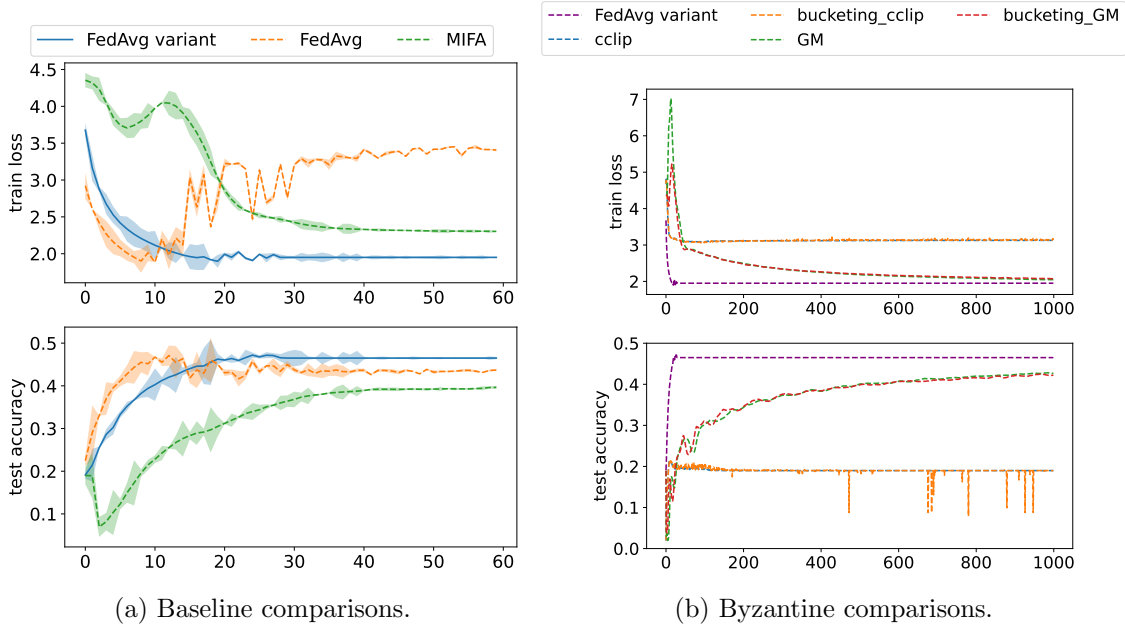 FedAvg variant FedAvg MIFA
4.5
4.0
3.5
3.0
2.5
2.0
train loss
0 10 20 30 40 50 60
0.5
0.4
0.3
0.2
0.1
test accuracy
0 10 20 30 40 50 60
(a) Baseline comparisons.
FedAvg variant bucketing_cclip bucketing_GM
cclip GM
7
6
5
4
3
2
train loss
0 200 400 600 800 1000
0.5
0.4
0.3
0.2
0.1
0.0
test accuracy
0 200 400 600 800 1000
(b) Byzantine comparisons.